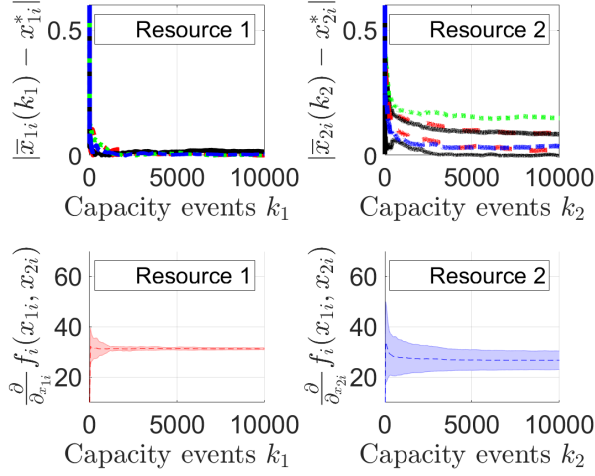 |x̄₁ᵢ(k₁) − x*₁ᵢ|
0.6
0
Resource 1
0 5000 10000
Capacity events k₁
|x̄₂ᵢ(k₂) − x*₂ᵢ|
0.6
0
Resource 2
0 5000 10000
Capacity events k₂
∂/∂ₓ₁ᵢ fᵢ(x₁ᵢ, x₂ᵢ)
60
40
20
Resource 1
0 5000 10000
Capacity events k₁
∂/∂ₓ₂ᵢ fᵢ(x₁ᵢ, x₂ᵢ)
60
40
20
Resource 2
0 5000 10000
Capacity events k₂